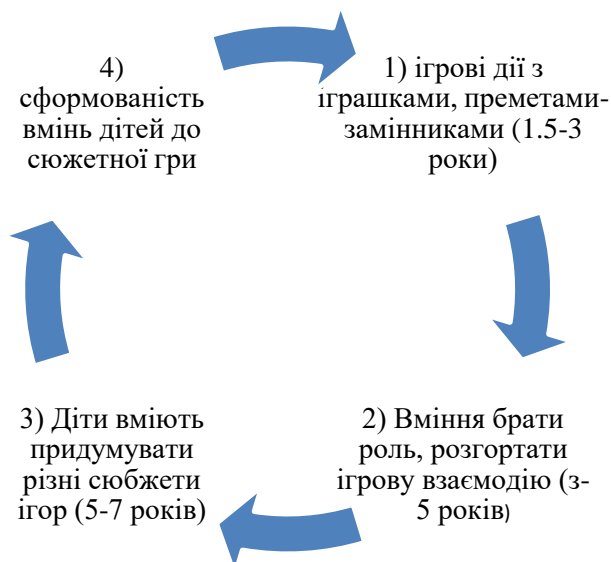 1) ігрові дії з
іграшками, преметами-
замінниками (1.5-3
роки)
2) Вміння брати
роль, розгортати
ігрову взаємодію (з-
5 років)
3) Діти вміють
придумувати
різні сюбжети
ігор (5-7 років)
4)
сформованість
вмінь дітей до
сюжетної гри